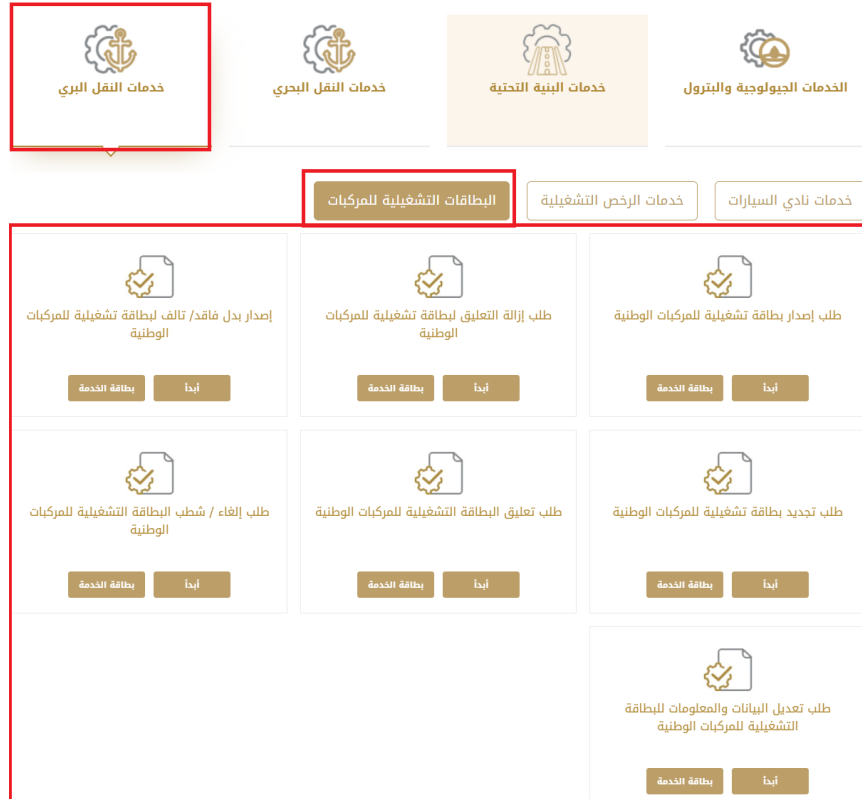 الخدمات الجيولوجية والبترول
خدمات البنية التحتية
خدمات النقل البحري
خدمات النقل البري
خدمات نادي السيارات
خدمات الرخص التشغيلية
البطاقات التشغيلية للمركبات
طلب إصدار بطاقة تشغيلية للمركبات الوطنية
أبدأ
بطاقة الخدمة
طلب إزالة التعليق لبطاقة تشغيلية للمركبات
الوطنية
أبدأ
بطاقة الخدمة
إصدار بدل فاقد/ تالف لبطاقة تشغيلية للمركبات
الوطنية
أبدأ
بطاقة الخدمة
طلب تجديد بطاقة تشغيلية للمركبات الوطنية
أبدأ
بطاقة الخدمة
طلب تعليق البطاقة التشغيلية للمركبات الوطنية
أبدأ
بطاقة الخدمة
طلب إلغاء / شطب البطاقة التشغيلية للمركبات
الوطنية
أبدأ
بطاقة الخدمة
طلب تعديل البيانات والمعلومات للبطاقة
التشغيلية للمركبات الوطنية
أبدأ
بطاقة الخدمة